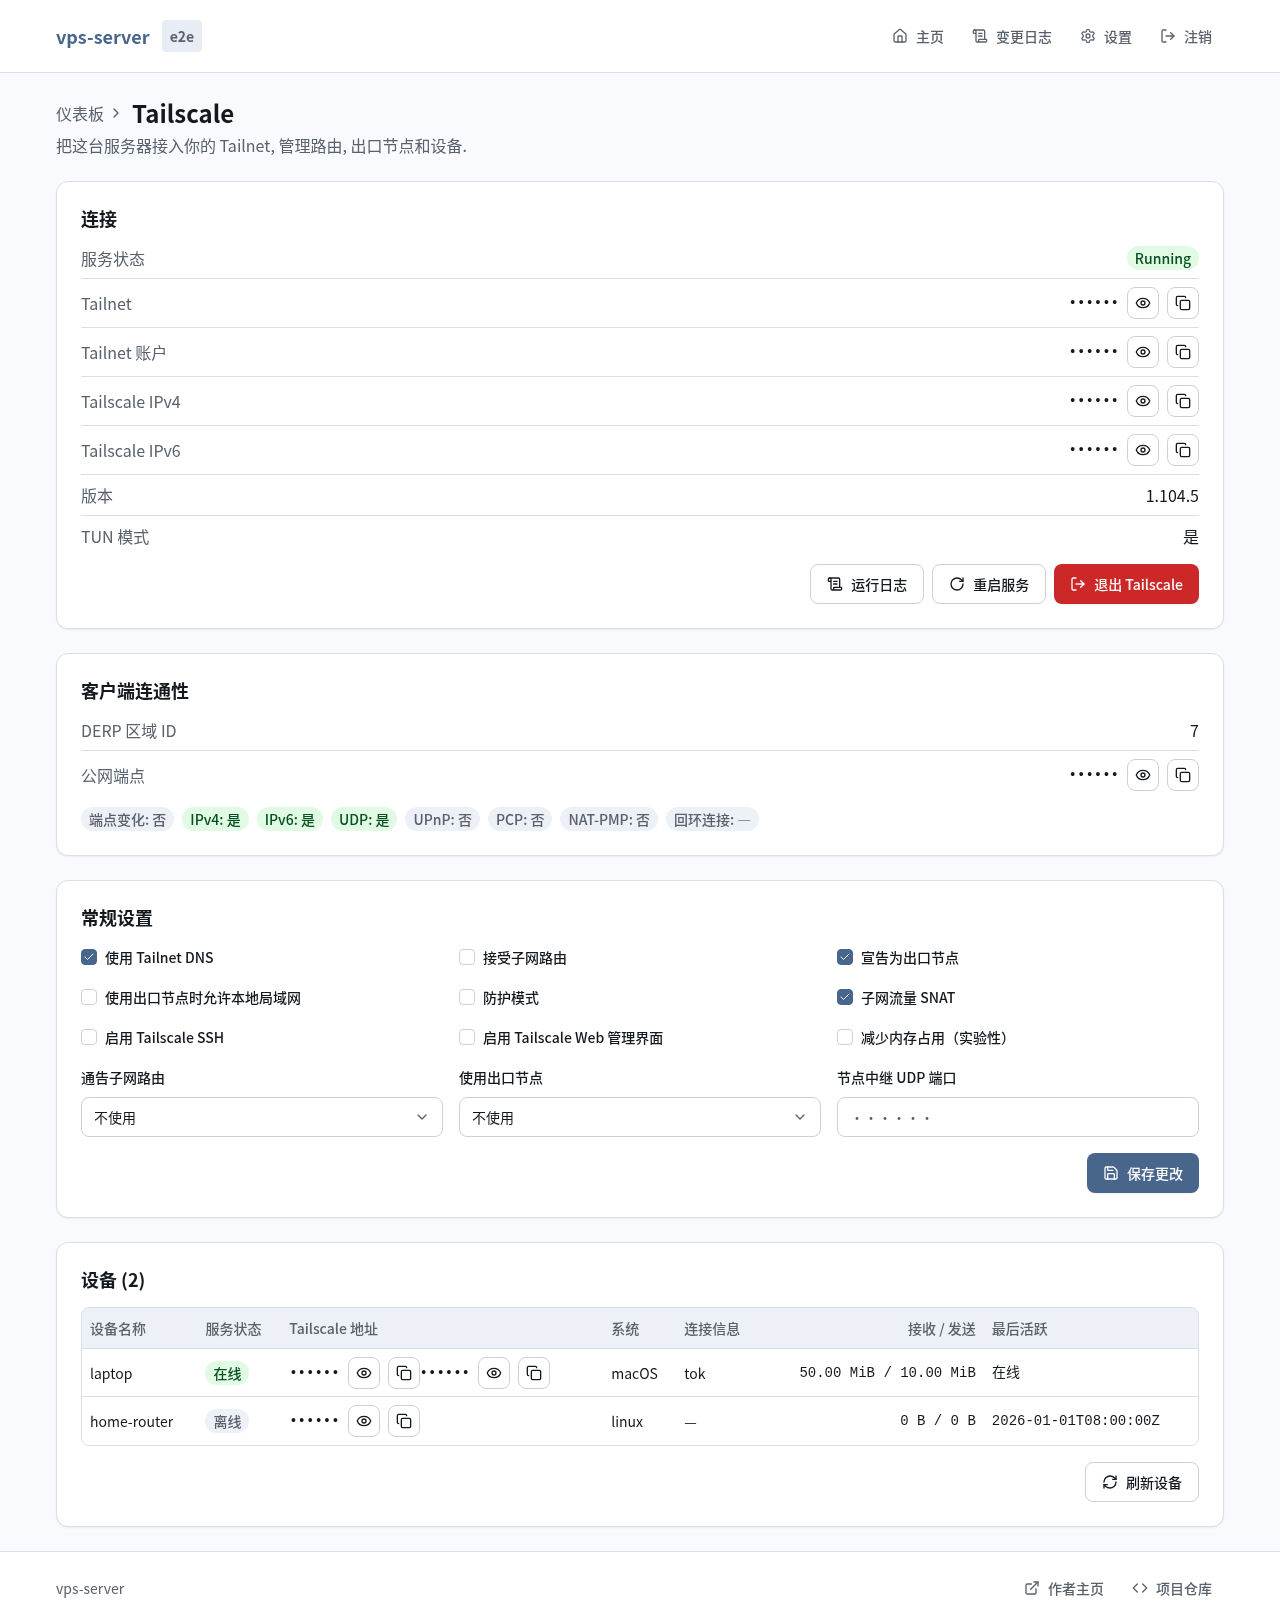 vps-server e2e 主页 变更日志 设置 注销
仪表板 Tailscale
把这台服务器接入你的 Tailnet, 管理路由, 出口节点和设备.
连接
服务状态 Running
Tailnet ••••••
Tailnet 账户 ••••••
Tailscale IPv4 ••••••
Tailscale IPv6 ••••••
版本 1.104.5
TUN 模式 是
运行日志 重启服务 退出 Tailscale
客户端连通性
DERP 区域 ID 7
公网端点 ••••••
端点变化: 否 IPv4: 是 IPv6: 是 UDP: 是 UPnP: 否 PCP: 否 NAT-PMP: 否 回环连接: —
常规设置
使用 Tailnet DNS 接受子网路由 宣告为出口节点
使用出口节点时允许本地局域网 防护模式 子网流量 SNAT
启用 Tailscale SSH 启用 Tailscale Web 管理界面 减少内存占用（实验性）
通告子网路由 使用出口节点 节点中继 UDP 端口
不使用 不使用 ••••••
保存更改
设备 (2)
设备名称 服务状态 Tailscale 地址 系统 连接信息 接收 / 发送 最后活跃
laptop 在线 •••••• •••••• macOS tok 50.00 MiB / 10.00 MiB 在线
home-router 离线 •••••• linux — 0 B / 0 B 2026-01-01T08:00:00Z
刷新设备
vps-server 作者主页 项目仓库